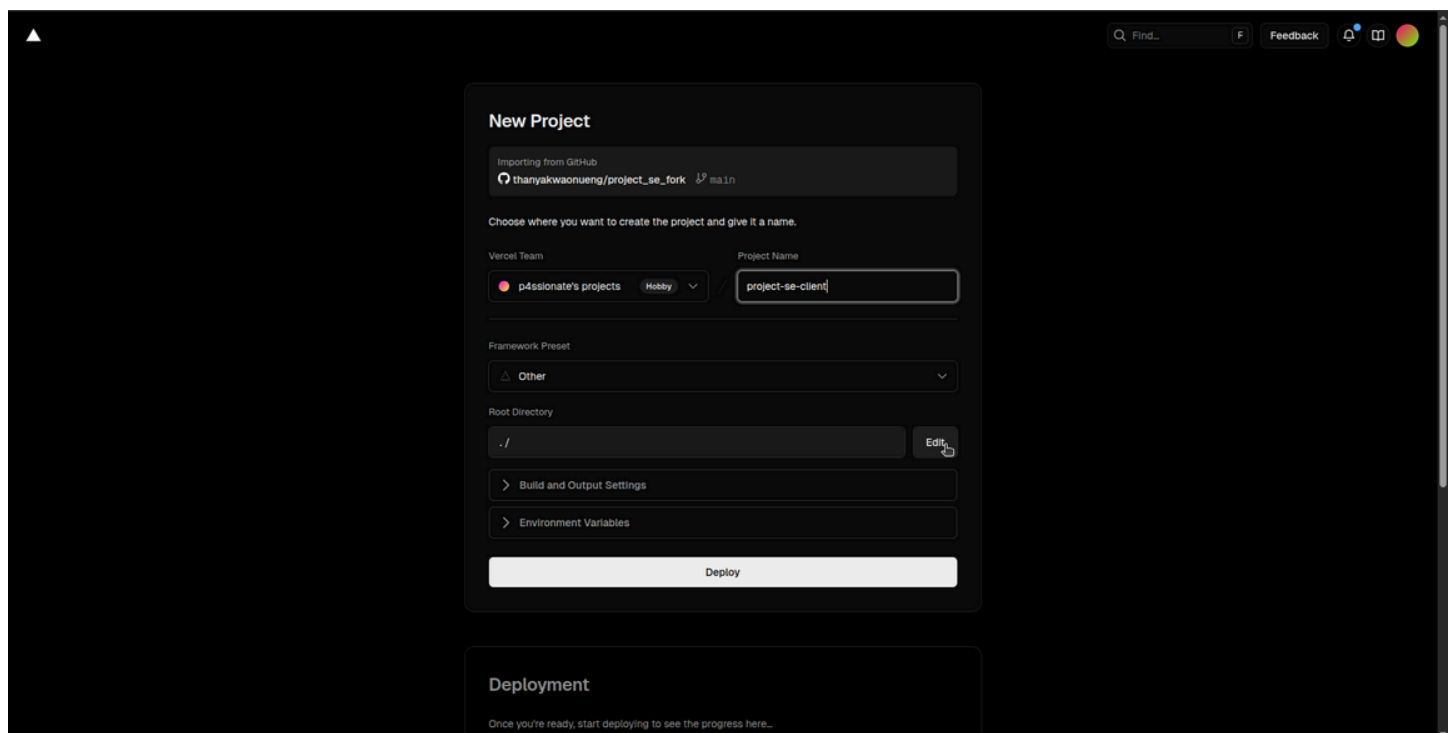 Find...
F
Feedback
New Project
Importing from GitHub
thanyakwaonueng/project_se_fork main
Choose where you want to create the project and give it a name.
Vercel Team
Project Name
p4ssionate's projects Hobby
/
project-se-client
Framework Preset
Other
Root Directory
./
Edit
Build and Output Settings
Environment Variables
Deploy
Deployment
Once you're ready, start deploying to see the progress here...